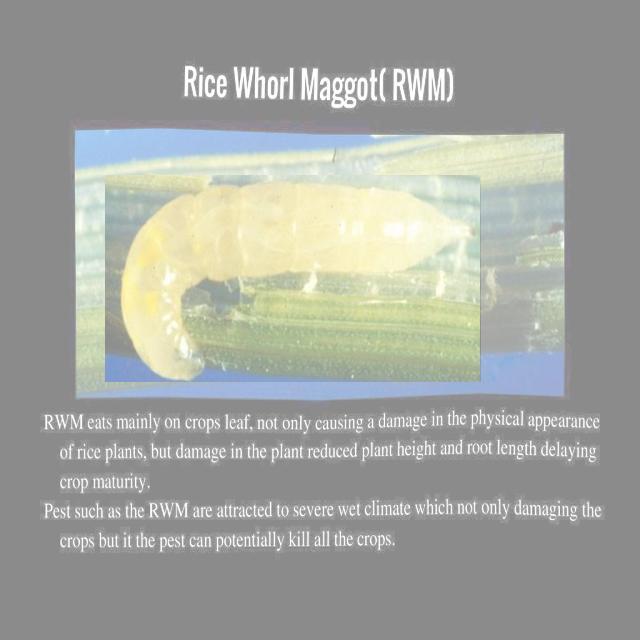 Rice Whorl Maggot( RWM)
RWM eats mainly on crops leaf, not only causing a damage in the physical appearance
of rice plants, but damage in the plant reduced plant height and root length delaying
crop maturity.
Pest such as the RWM are attracted to severe wet climate which not only damaging the
crops but it the pest can potentially kill all the crops.